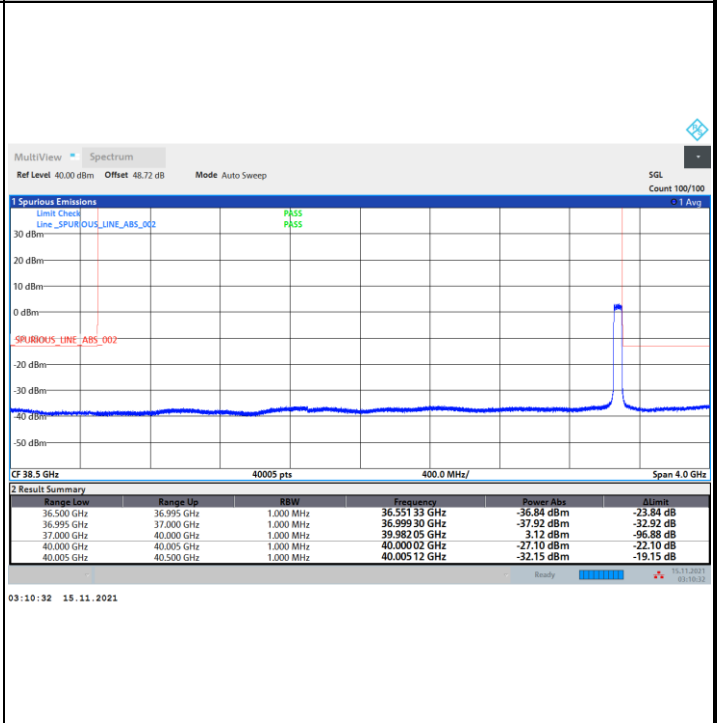 MultiView Spectrum
Ref Level 40.00 dBm Offset 48.72 dB Mode Auto Sweep SGL
Count 100/100
1 Spurious Emissions 1 Avg
Limit Check PASS
Line _SPURIOUS_LINE_ABS_002 PASS
30 dBm
20 dBm
10 dBm
0 dBm
SPURIOUS_LINE_ABS_002
-20 dBm
-30 dBm
-40 dBm
-50 dBm
CF 38.5 GHz 40005 pts 400.0 MHz/ Span 4.0 GHz
2 Result Summary
Range Low Range Up RBW Frequency Power Abs ΔLimit
36.500 GHz 36.995 GHz 1.000 MHz 36.551 33 GHz -36.84 dBm -23.84 dB
36.995 GHz 37.000 GHz 1.000 MHz 36.999 30 GHz -37.92 dBm -32.92 dB
37.000 GHz 40.000 GHz 1.000 MHz 39.982 05 GHz 3.12 dBm -96.88 dB
40.000 GHz 40.005 GHz 1.000 MHz 40.000 02 GHz -27.10 dBm -22.10 dB
40.005 GHz 40.500 GHz 1.000 MHz 40.005 12 GHz -32.15 dBm -19.15 dB
Ready 15.11.2021
03:10:32
03:10:32 15.11.2021